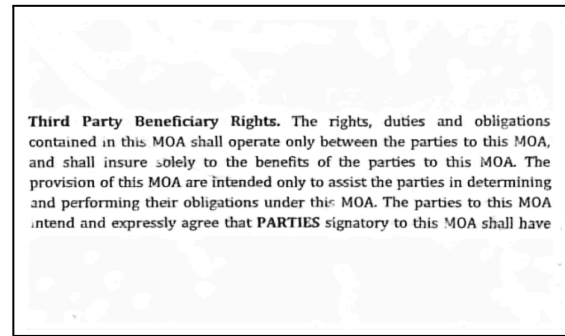 Third Party Beneficiary Rights. The rights, duties and obligations
contained in this MOA shall operate only between the parties to this MOA,
and shall insure solely to the benefits of the parties to this MOA. The
provision of this MOA are intended only to assist the parties in determining
and performing their obligations under this MOA. The parties to this MOA
intend and expressly agree that PARTIES signatory to this MOA shall have